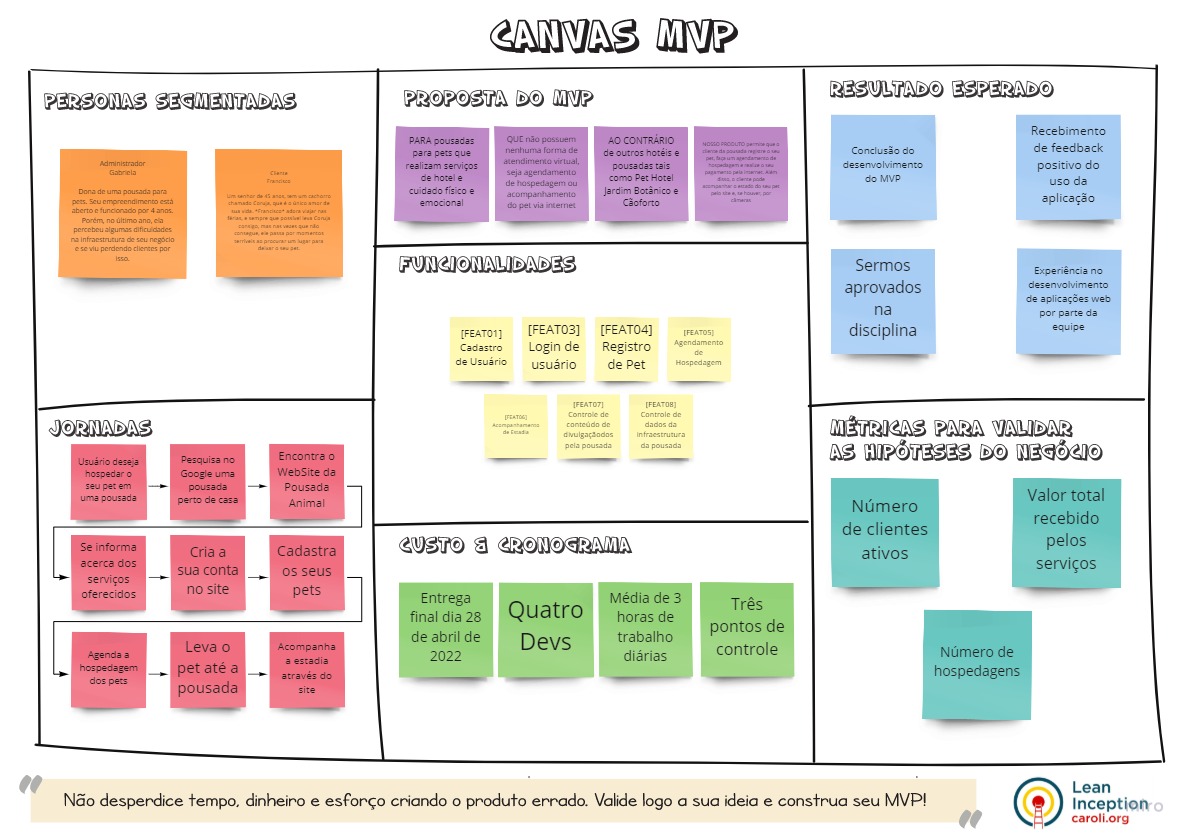 CANVAS MVP
PERSONAS SEGMENTADAS
Administrador
Gabriela
Dona de uma pousada para
pets. Seu empreendimento está
aberto e funcionado por 4 anos.
Porém, no último ano, ela
percebeu algumas dificuldades
na infraestrutura de seu negócio
e se viu perdendo clientes por
isso.
Cliente
Francisco
Um senhor de 45 anos, tem um cachorro
chamado Coruja, que é o único amor de
sua vida. *Francisco* adora viajar nas
férias, e sempre que possível leva Coruja
consigo, mas nas vezes que não
consegue, ele passa por momentos
terríveis ao procurar um lugar para
deixar o seu pet.
PROPOSTA DO MVP
PARA pousadas
para pets que
realizam serviços
de hotel e
cuidado físico e
emocional
QUE não possuem
nenhuma forma de
atendimento virtual,
seja agendamento
de hospedagem ou
acompanhamento
do pet via internet
AO CONTRÁRIO
de outros hotéis e
pousadas tais
como Pet Hotel
Jardim Botânico e
Cãoforto
NOSSO PRODUTO permite que o
cliente da pousada registre o seu
pet, faça um agendamento de
hospedagem e realize o seu
pagamento pela internet. Além
disso, o cliente pode
acompanhar o estado do seu pet
pelo site e, se houver, por
câmeras
RESULTADO ESPERADO
Conclusão do
desenvolvimento
do MVP
Recebimento
de feedback
positivo do
uso da
aplicação
Sermos
aprovados
na
disciplina
Experiência no
desenvolvimento
de aplicações web
por parte da
equipe
FUNCIONALIDADES
[FEAT01]
Cadastro
de Usuário
[FEAT03]
Login de
usuário
[FEAT04]
Registro
de Pet
[FEAT05]
Agendamento
de
Hospedagem
[FEAT06]
Acompanhamento
de Estadia
[FEAT07]
Controle de
conteúdo de
divulgaçãodos
pela pousada
[FEAT08]
Controle de
dados da
infraestrutura
da pousada
JORNADAS
Usuário deseja
hospedar o
seu pet em
uma pousada
Pesquisa no
Google uma
pousada
perto de casa
Encontra o
WebSite da
Pousada
Animal
Se informa
acerca dos
serviços
oferecidos
Cria a
sua conta
no site
Cadastra
os seus
pets
Agenda a
hospedagem
dos pets
Leva o
pet até a
pousada
Acompanha
a estadia
através do
site
CUSTO & CRONOGRAMA
Entrega
final dia 28
de abril de
2022
Quatro
Devs
Média de 3
horas de
trabalho
diárias
Três
pontos de
controle
MÉTRICAS PARA VALIDAR
AS HIPÓTESES DO NEGÓCIO
Número
de clientes
ativos
Valor total
recebido
pelos
serviços
Número de
hospedagens
" Não desperdice tempo, dinheiro e esforço criando o produto errado. Valide logo a sua ideia e construa seu MVP! "
Lean
Inception
caroli.org
miro